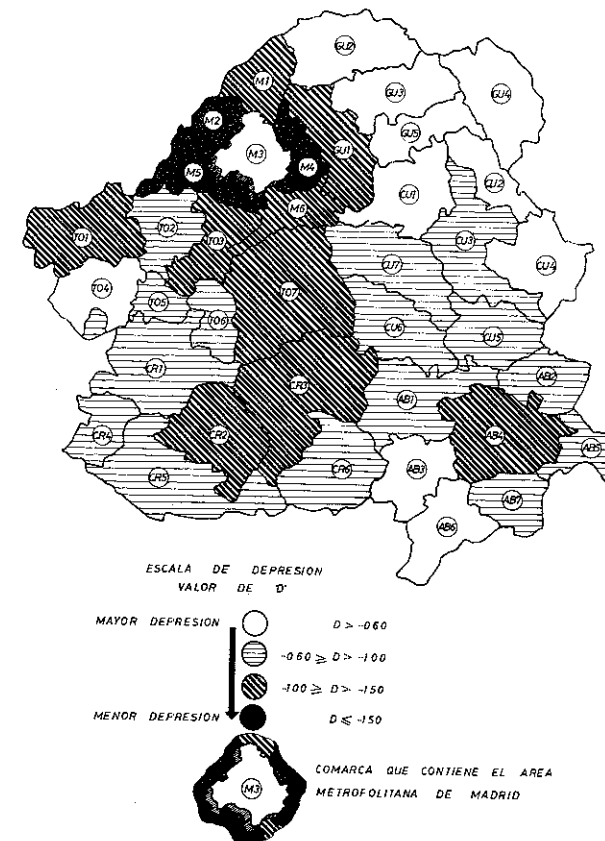 GU2
M1
GU3
GU4
M2
GU5
M3
GU1
M4
M5
CU1
GU2
M6
TO1
TO2
TO3
CU3
CU7
CU4
TO4
TO7
TO5
TO6
CU6
CU5
CR1
AB2
CR3
AB1
CR4
CR2
AB4
AB5
CR5
CR6
AB3
AB7
AB6
ESCALA DE DEPRESION
VALOR DE "D"
MAYOR DEPRESION D > -060
-060 ⩾ D > -100
-100 ⩾ D > -150
MENOR DEPRESION D ⩽ -150
M3 COMARCA QUE CONTIENE EL AREA
METROPOLITANA DE MADRID